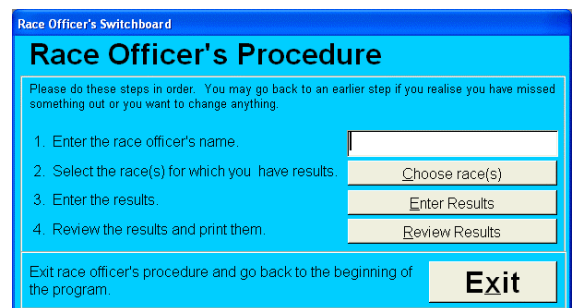 Race Officer's Switchboard
Race Officer's Procedure
Please do these steps in order. You may go back to an earlier step if you realise you have missed
something out or you want to change anything.
1. Enter the race officer's name.
2. Select the race(s) for which you have results. Choose race(s)
3. Enter the results. Enter Results
4. Review the results and print them. Review Results
Exit race officer's procedure and go back to the beginning of
the program.
Exit